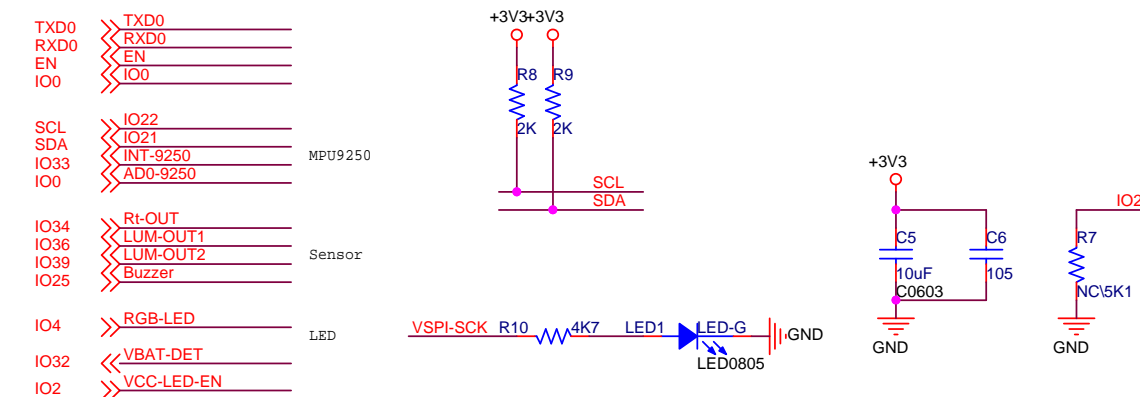 TXD0 TXD0
RXD0 RXD0
EN EN
IO0 IO0
SCL IO22
SDA IO21
IO33 INT-9250
IO0 AD0-9250
MPU9250
IO34 Rt-OUT
IO36 LUM-OUT1
IO39 LUM-OUT2
IO25 Buzzer
Sensor
IO4 RGB-LED
LED
IO32 VBAT-DET
IO2 VCC-LED-EN
+3V3 +3V3
R8 R9
2K 2K
SCL
SDA
VSPI-SCK R10 4K7 LED1 LED-G GND
LED0805
+3V3
C5 C6
10uF 105
C0603
GND
IO2
R7
NC\5K1
GND